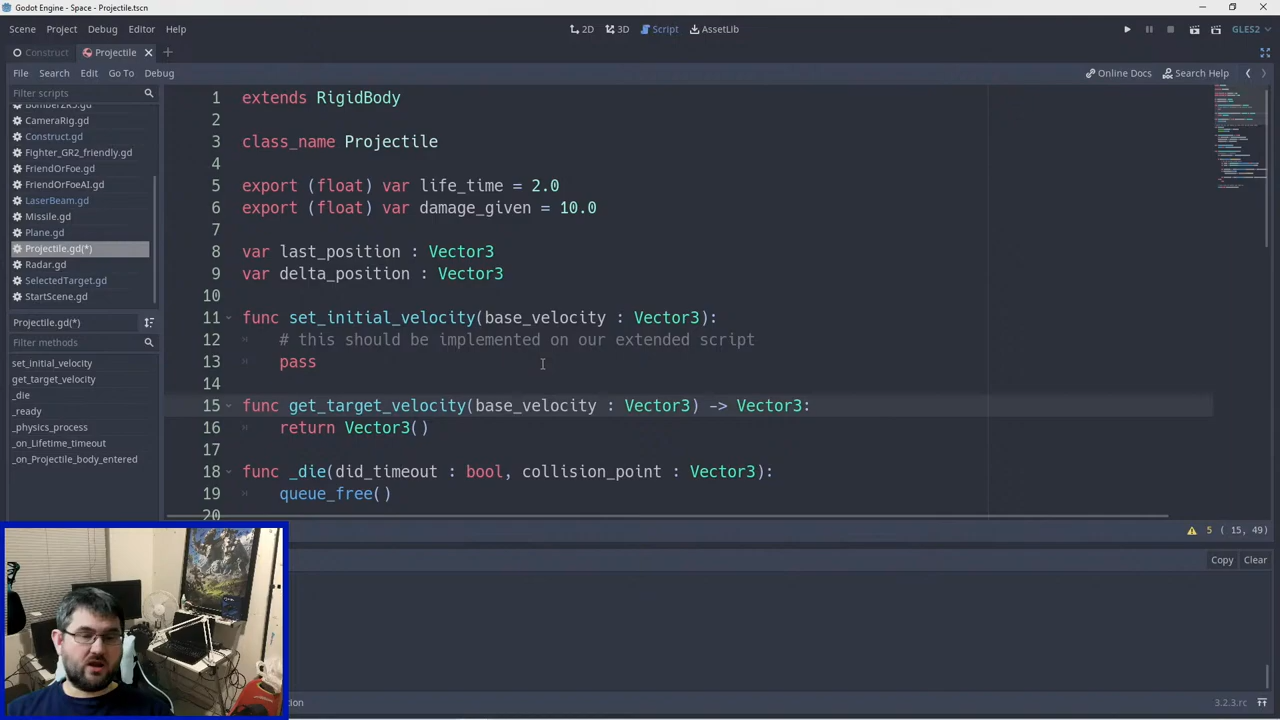 Godot Engine - Space - Projectile.tscn
Scene Project Debug Editor Help
2D 3D Script AssetLib
GLES2
Construct Projectile
File Search Edit Go To Debug
Online Docs Search Help
Filter scripts
CameraRig.gd
Construct.gd
Fighter_GR2_friendly.gd
FriendOrFoe.gd
FriendOrFoeAI.gd
LaserBeam.gd
Missile.gd
Plane.gd
Projectile.gd(*)
Radar.gd
SelectedTarget.gd
StartScene.gd
Projectile.gd(*)
Filter methods
set_initial_velocity
get_target_velocity
_die
_ready
_physics_process
_on_Lifetime_timeout
_on_Projectile_body_entered
1 extends RigidBody
2
3 class_name Projectile
4
5 export (float) var life_time = 2.0
6 export (float) var damage_given = 10.0
7
8 var last_position : Vector3
9 var delta_position : Vector3
10
11 func set_initial_velocity(base_velocity : Vector3):
12 # this should be implemented on our extended script
13 pass
14
15 func get_target_velocity(base_velocity : Vector3) -> Vector3:
16 return Vector3()
17
18 func _die(did_timeout : bool, collision_point : Vector3):
19 queue_free()
20
5 ( 15, 49)
Copy Clear
3.2.3.rc